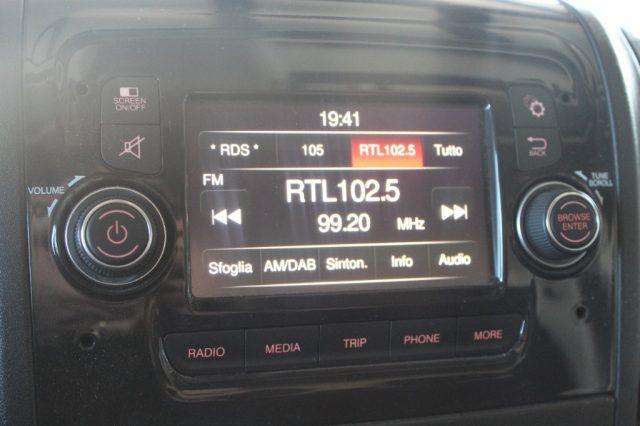 SCREEN
ON/OFF
19:41
* RDS * 105 RTL102.5 Tutto
BACK
FM
VOLUME
RTL102.5
TUNE
SCROLL
99.20 MHz
BROWSE
ENTER
Sfoglia AM/DAB Sinton. Info Audio
RADIO MEDIA TRIP PHONE MORE